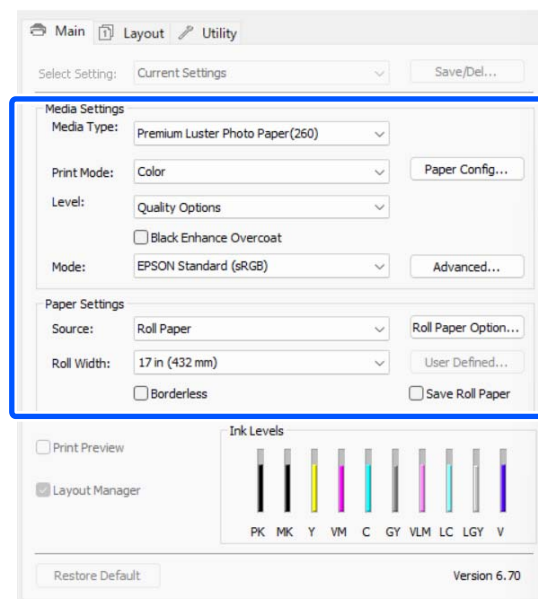 Main 1 Layout Utility
Select Setting: Current Settings Save/Del...
Media Settings
Media Type: Premium Luster Photo Paper(260)
Print Mode: Color Paper Config...
Level: Quality Options
Black Enhance Overcoat
Mode: EPSON Standard (sRGB) Advanced...
Paper Settings
Source: Roll Paper Roll Paper Option...
Roll Width: 17 in (432 mm) User Defined...
Borderless Save Roll Paper
Ink Levels
Print Preview
Layout Manager
PK MK Y VM C GY VLM LC LGY V
Restore Default Version 6.70